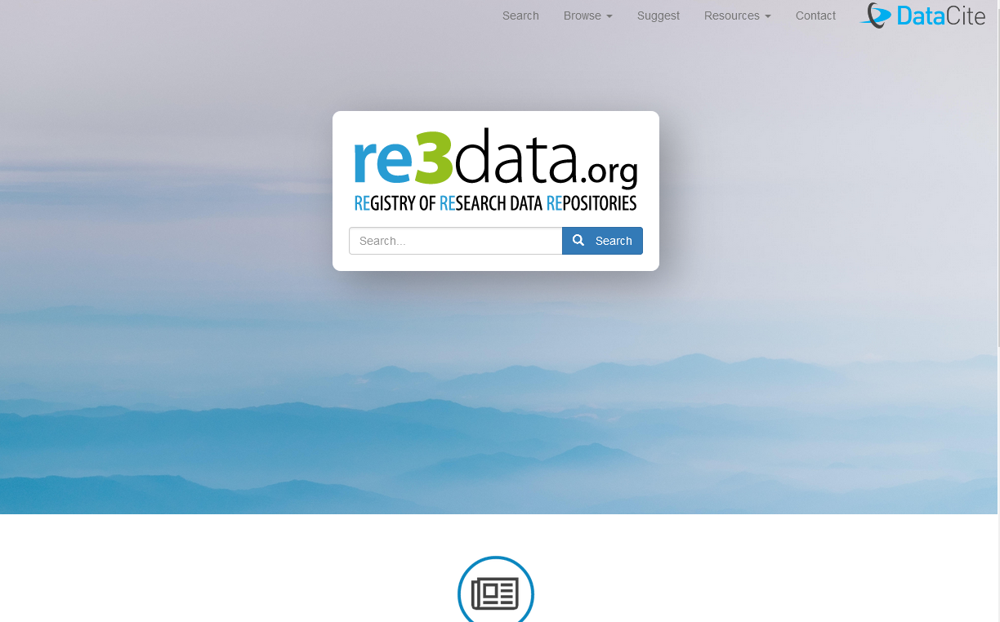 Search Browse Suggest Resources Contact DataCite
re3data.org
REGISTRY OF RESEARCH DATA REPOSITORIES
Search... Search